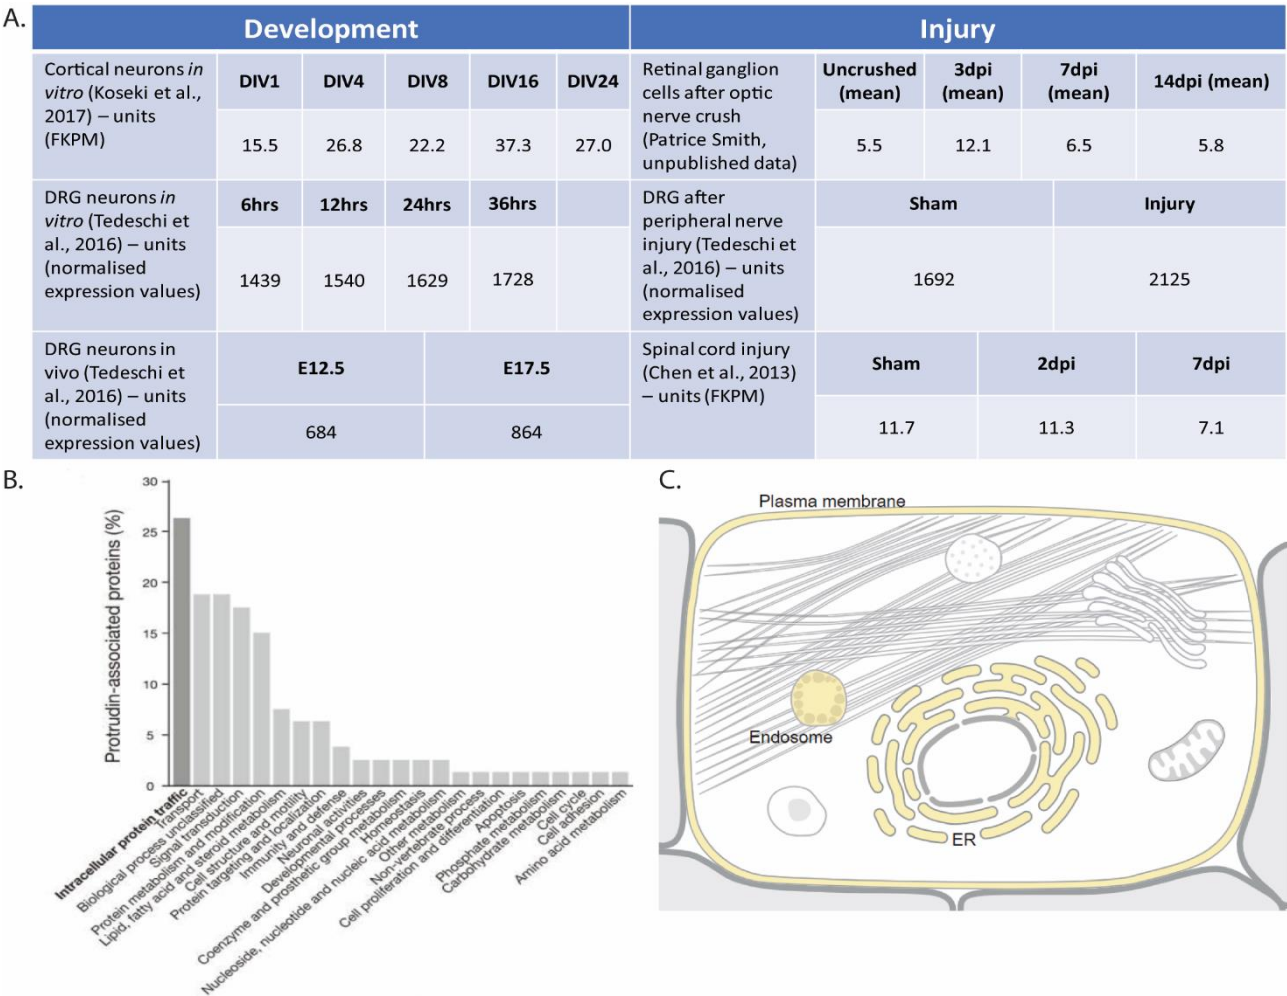 A.
Development
Injury
Cortical neurons in
vitro (Koseki et al.,
2017) – units
(FKPM)
DIV1
DIV4
DIV8
DIV16
DIV24
15.5
26.8
22.2
37.3
27.0
Retinal ganglion
cells after optic
nerve crush
(Patrice Smith,
unpublished data)
Uncrushed
(mean)
3dpi
(mean)
7dpi
(mean)
14dpi (mean)
5.5
12.1
6.5
5.8
DRG neurons in
vitro (Tedeschi et
al., 2016) – units
(normalised
expression values)
6hrs
12hrs
24hrs
36hrs
1439
1540
1629
1728
DRG after
peripheral nerve
injury (Tedeschi et
al., 2016) – units
(normalised
expression values)
Sham
Injury
1692
2125
DRG neurons in
vivo (Tedeschi et
al., 2016) – units
(normalised
expression values)
E12.5
E17.5
684
864
Spinal cord injury
(Chen et al., 2013)
– units (FKPM)
Sham
2dpi
7dpi
11.7
11.3
7.1
B.
Protrudin-associated proteins (%)
30
25
20
15
10
5
0
Intracellular protein traffic
Transport
Biological process unclassified
Signal transduction
Protein metabolism and modification
Lipid, fatty acid and steroid metabolism
Cell structure and motility
Protein targeting and localization
Immunity and defense
Neuronal activities
Developmental processes
Coenzyme and prosthetic group metabolism
Homeostasis
Nucleoside, nucleotide and nucleic acid metabolism
Other metabolism
Non-vertebrate process
Cell proliferation and differentiation
Apoptosis
Phosphate metabolism
Carbohydrate metabolism
Cell cycle
Cell adhesion
Amino acid metabolism
C.
Plasma membrane
Endosome
ER